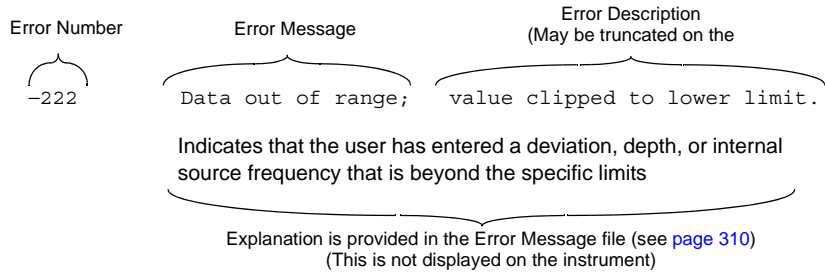 Error Number
Error Message
Error Description
(May be truncated on the
−222
Data out of range;
value clipped to lower limit.
Indicates that the user has entered a deviation, depth, or internal
source frequency that is beyond the specific limits
Explanation is provided in the Error Message file (see page 310)
(This is not displayed on the instrument)